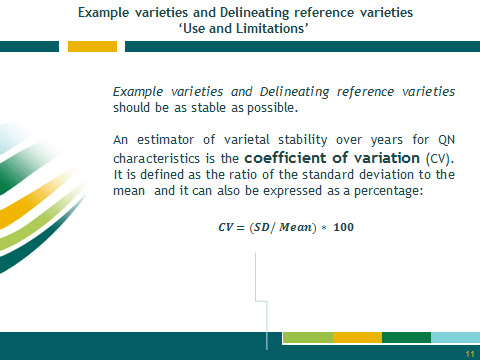 Example varieties and Delineating reference varieties
‘Use and Limitations’
Example varieties and Delineating reference varieties
should be as stable as possible.
An estimator of varietal stability over years for QN
characteristics is the coefficient of variation (CV).
It is defined as the ratio of the standard deviation to the
mean and it can also be expressed as a percentage:
CV = (SD/ Mean) * 100
11